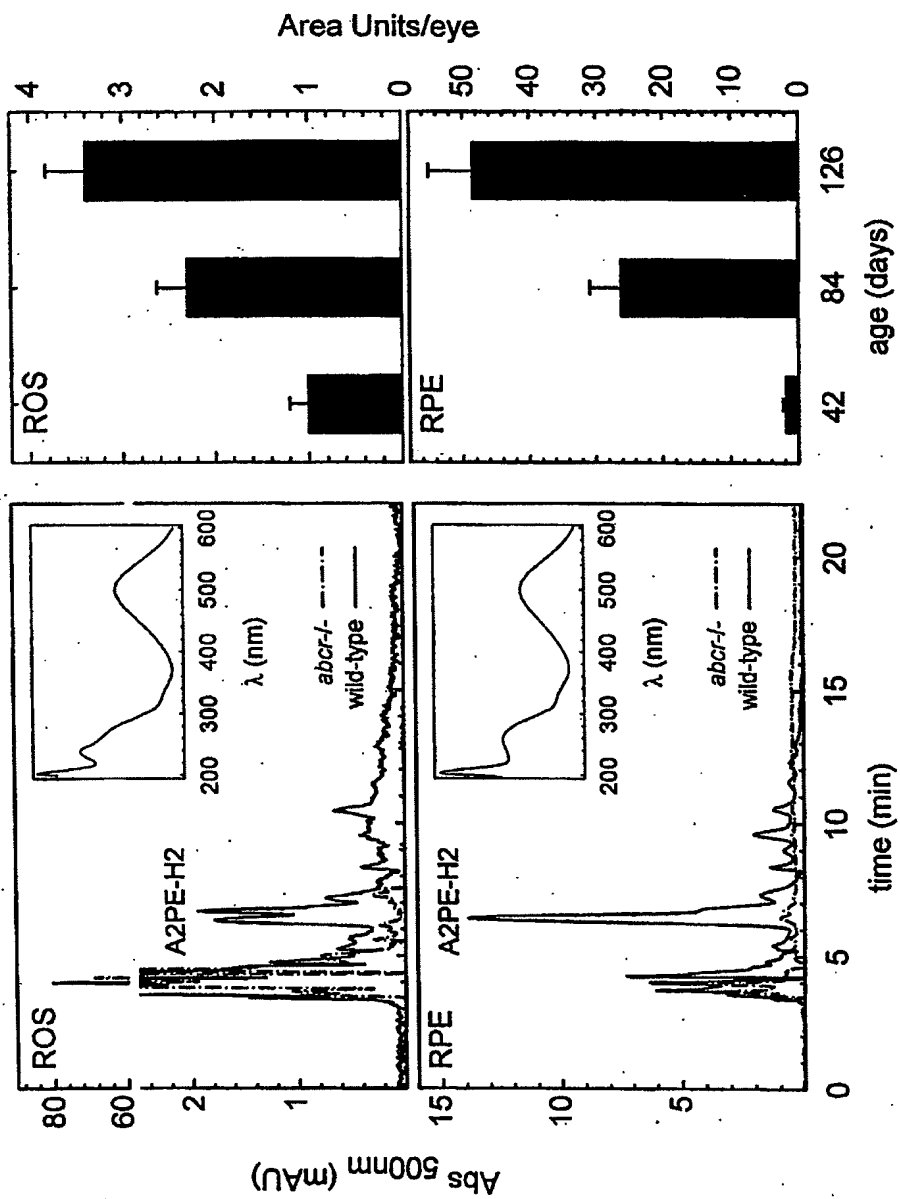 ROS
80
60
2
1
A2PE-H2
200 300 400 500 600
λ (nm)
abcr-/-
wild-type
RPE
15
10
5
A2PE-H2
200 300 400 500 600
λ (nm)
abcr-/-
wild-type
0 5 10 15 20
time (min)
Abs 500nm (mAU)
ROS
4
3
2
1
0
RPE
50
40
30
20
10
0
42 84 126
age (days)
Area Units/eye